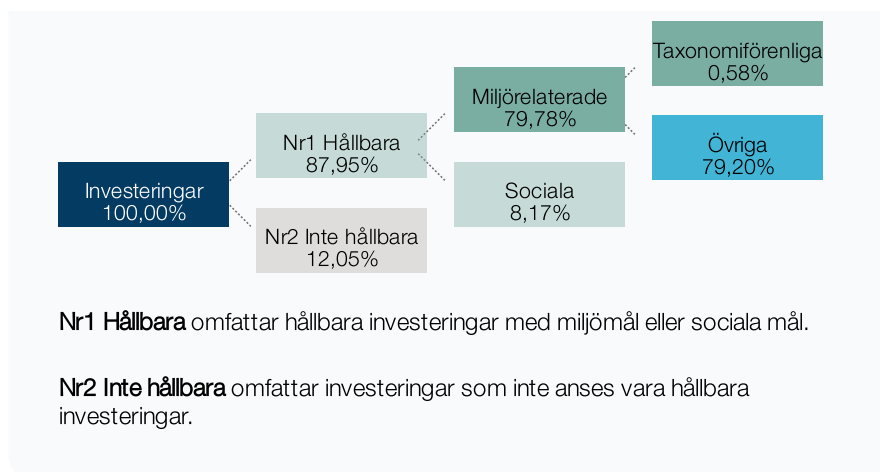 Investeringar
100,00%
Nr1 Hållbara
87,95%
Nr2 Inte hållbara
12,05%
Miljörelaterade
79,78%
Sociala
8,17%
Taxonomiförenliga
0,58%
Övriga
79,20%
Nr1 Hållbara omfattar hållbara investeringar med miljömål eller sociala mål.
Nr2 Inte hållbara omfattar investeringar som inte anses vara hållbara
investeringar.